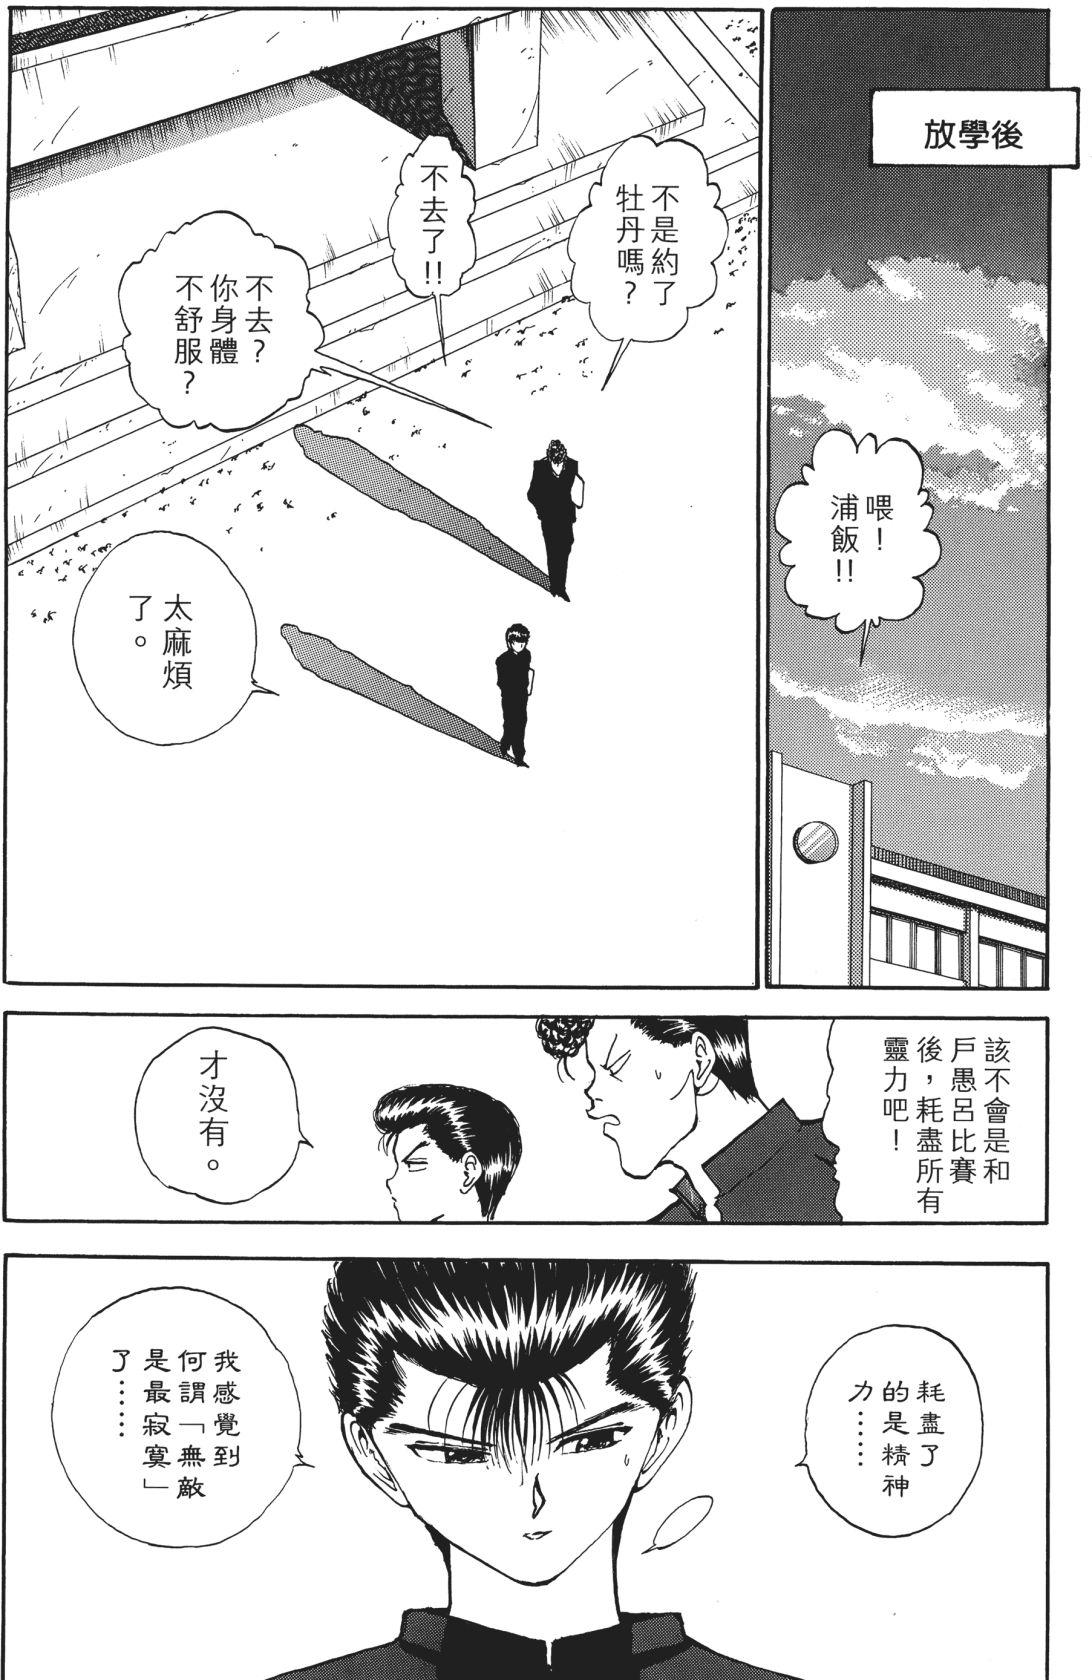 放學後
喂！
浦飯!!
不是約了
牡丹嗎？
不去了!!
不去？
你身體
不舒服？
太麻煩
了。
該不會是和
戶愚呂比賽
後，耗盡所有
靈力吧！
才沒有。
耗盡了
的是精神
力……
我感覺到
何謂「無敵
是最寂寞」
了……